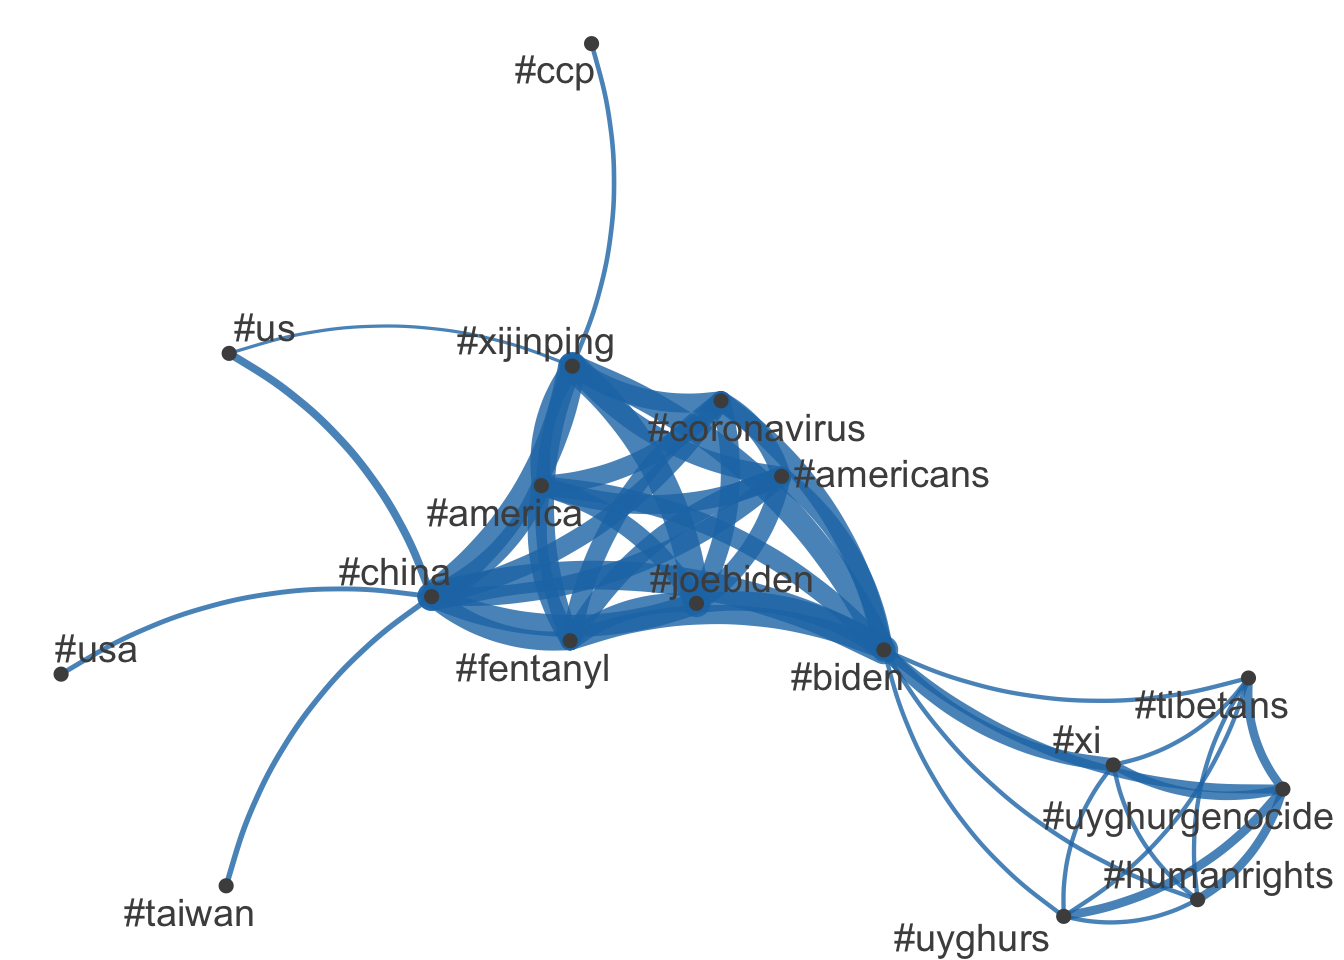 #ccp
#us
#xijinping
#coronavirus
#americans
#america
#china
#joebiden
#usa
#fentanyl
#biden
#tibetans
#xi
#uyghurgenocide
#humanrights
#taiwan
#uyghurs